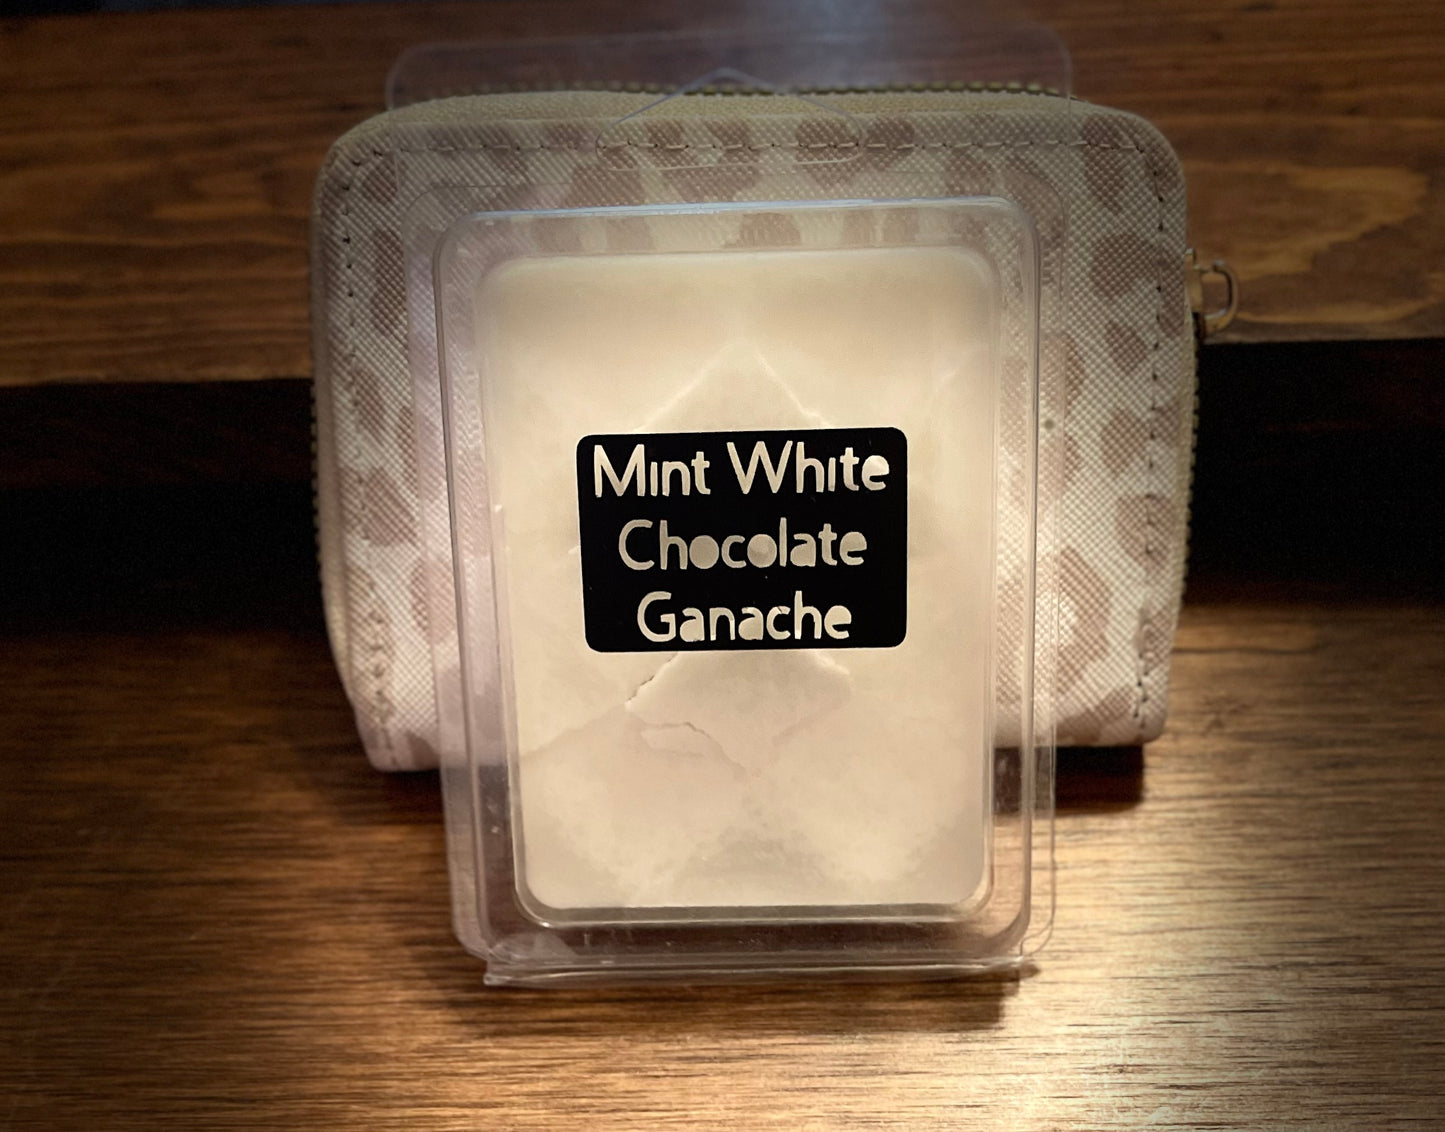 Mint White
Chocolate
Ganache